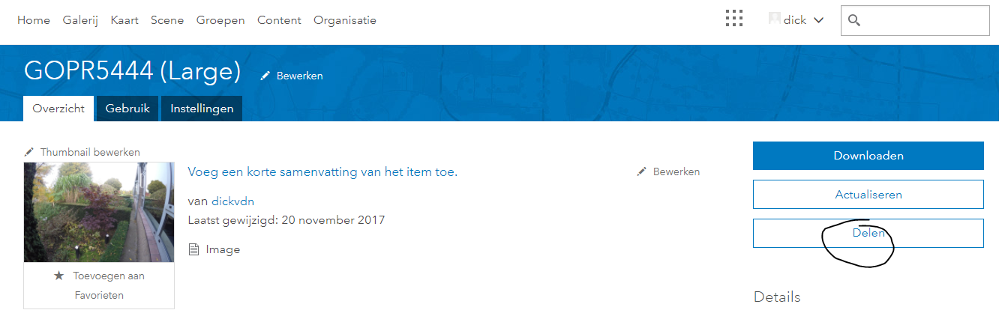 Home Galerij Kaart Scene Groepen Content Organisatie dick
GOPR5444 (Large) Bewerken
Overzicht Gebruik Instellingen
Thumbnail bewerken
Voeg een korte samenvatting van het item toe. Bewerken
van dickvdn
Laatst gewijzigd: 20 november 2017
Image
Toevoegen aan
Favorieten
Downloaden
Actualiseren
Delen
Details